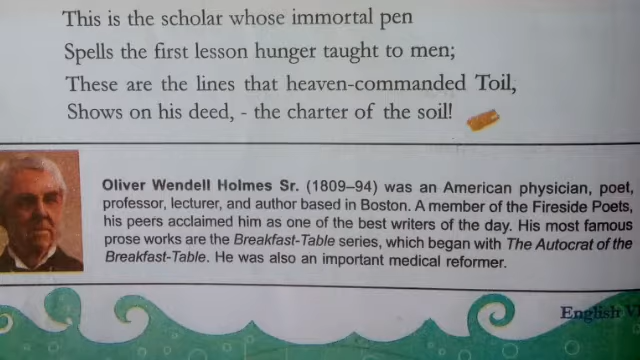 This is the scholar whose immortal pen
Spells the first lesson hunger taught to men;
These are the lines that heaven-commanded Toil,
Shows on his deed, - the charter of the soil!
Oliver Wendell Holmes Sr. (1809–94) was an American physician, poet,
professor, lecturer, and author based in Boston. A member of the Fireside Poets,
his peers acclaimed him as one of the best writers of the day. His most famous
prose works are the Breakfast-Table series, which began with The Autocrat of the
Breakfast-Table. He was also an important medical reformer.
English